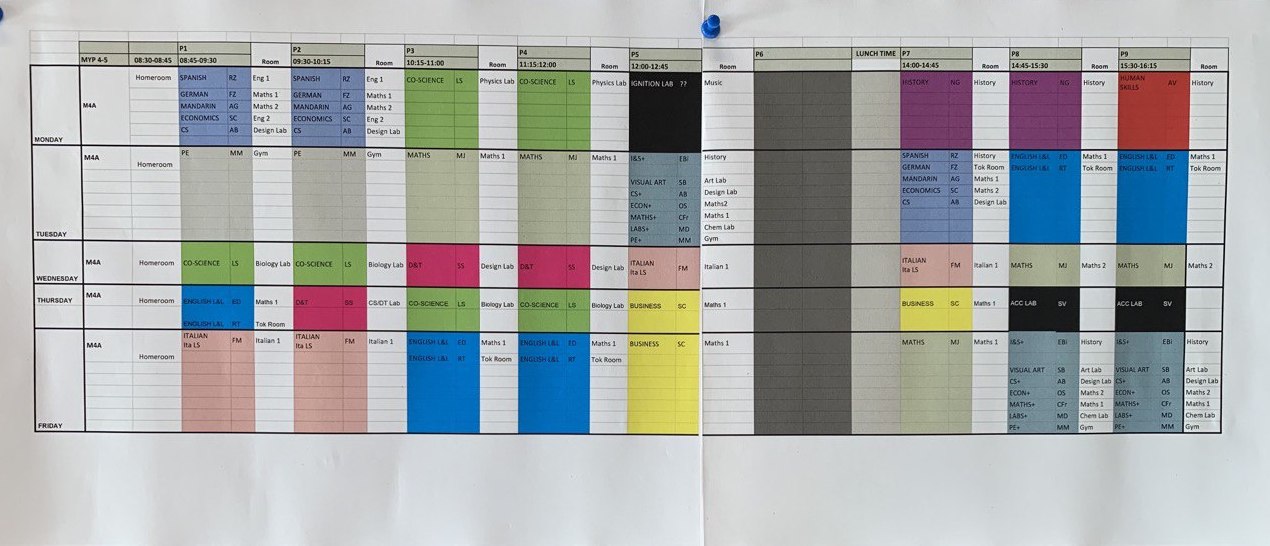 P1 P2 P3 P4 P5 P6 LUNCH TIME P7 P8 P9
MYP 4-5 08:30-08:45 08:45-09:30 Room 09:30-10:15 Room 10:15-11:00 Room 11:15-12:00 Room 12:00-12:45 Room 14:00-14:45 Room 14:45-15:30 Room 15:30-16:15 Room
MONDAY M4A Homeroom SPANISH RZ Eng 1 SPANISH RZ Eng 1 CO-SCIENCE LS Physics Lab CO-SCIENCE LS Physics Lab IGNITION LAB ?? Music HISTORY NG History HISTORY NG History HUMAN SKILLS AV History
GERMAN FZ Maths 1 GERMAN FZ Maths 1
MANDARIN AG Maths 2 MANDARIN AG Maths 2
ECONOMICS SC Eng 2 ECONOMICS SC Eng 2
CS AB Design Lab CS AB Design Lab
TUESDAY M4A Homeroom PE MM Gym PE MM Gym MATHS MJ Maths 1 MATHS MJ Maths 1 I&S+ EBi History SPANISH RZ History ENGLISH L&L ED Maths 1 ENGLISH L&L ED Maths 1
GERMAN FZ Tok Room ENGLISH L&L RT Tok Room ENGLISH L&L RT Tok Room
VISUAL ART SB Art Lab MANDARIN AG Maths 1
CS+ AB Design Lab ECONOMICS SC Maths 2
ECON+ OS Maths2 CS AB Design Lab
MATHS+ CFr Maths 1
LABS+ MD Chem Lab
PE+ MM Gym
WEDNESDAY M4A Homeroom CO-SCIENCE LS Biology Lab CO-SCIENCE LS Biology Lab D&T SS Design Lab D&T SS Design Lab ITALIAN Ita LS FM Italian 1 ITALIAN Ita LS FM Italian 1 MATHS MJ Maths 2 MATHS MJ Maths 2
THURSDAY M4A Homeroom ENGLISH L&L ED Maths 1 D&T SS CS/DT Lab CO-SCIENCE LS Biology Lab CO-SCIENCE LS Biology Lab BUSINESS SC Maths 1 BUSINESS SC Maths 1 ACC LAB SV ACC LAB SV
ENGLISH L&L RT Tok Room
FRIDAY M4A Homeroom ITALIAN Ita LS FM Italian 1 ITALIAN Ita LS FM Italian 1 ENGLISH L&L ED Maths 1 ENGLISH L&L ED Maths 1 BUSINESS SC Maths 1 MATHS MJ Maths 1 I&S+ EBi History I&S+ EBi History
ENGLISH L&L RT Tok Room ENGLISH L&L RT Tok Room
VISUAL ART SB Art Lab VISUAL ART SB Art Lab
CS+ AB Design Lab CS+ AB Design Lab
ECON+ OS Maths 2 ECON+ OS Maths 2
MATHS+ CFr Maths 1 MATHS+ CFr Maths 1
LABS+ MD Chem Lab LABS+ MD Chem Lab
PE+ MM Gym PE+ MM Gym